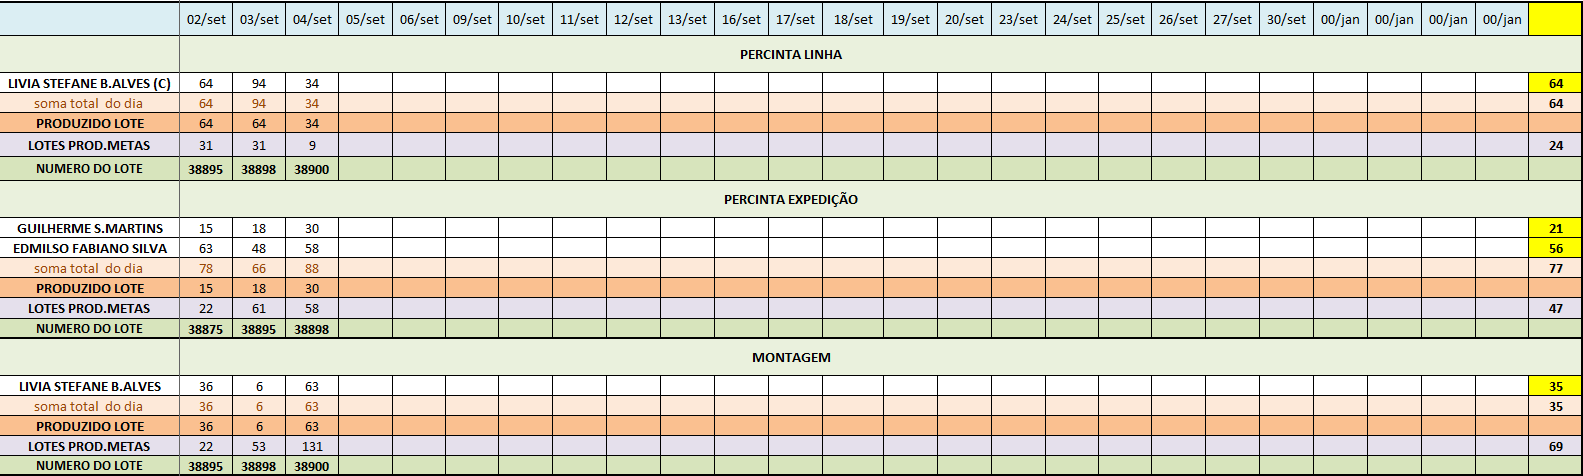 02/set 03/set 04/set 05/set 06/set 09/set 10/set 11/set 12/set 13/set 16/set 17/set 18/set 19/set 20/set 23/set 24/set 25/set 26/set 27/set 30/set 00/jan 00/jan 00/jan 00/jan
PERCINTA LINHA
LIVIA STEFANE B.ALVES (C) 64 94 34 64
soma total do dia 64 94 34 64
PRODUZIDO LOTE 64 64 34
LOTES PROD.METAS 31 31 9 24
NUMERO DO LOTE 38895 38898 38900
PERCINTA EXPEDIÇÃO
GUILHERME S.MARTINS 15 18 30 21
EDMILSO FABIANO SILVA 63 48 58 56
soma total do dia 78 66 88 77
PRODUZIDO LOTE 15 18 30
LOTES PROD.METAS 22 61 58 47
NUMERO DO LOTE 38875 38895 38898
MONTAGEM
LIVIA STEFANE B.ALVES 36 6 63 35
soma total do dia 36 6 63 35
PRODUZIDO LOTE 36 6 63
LOTES PROD.METAS 22 53 131 69
NUMERO DO LOTE 38895 38898 38900